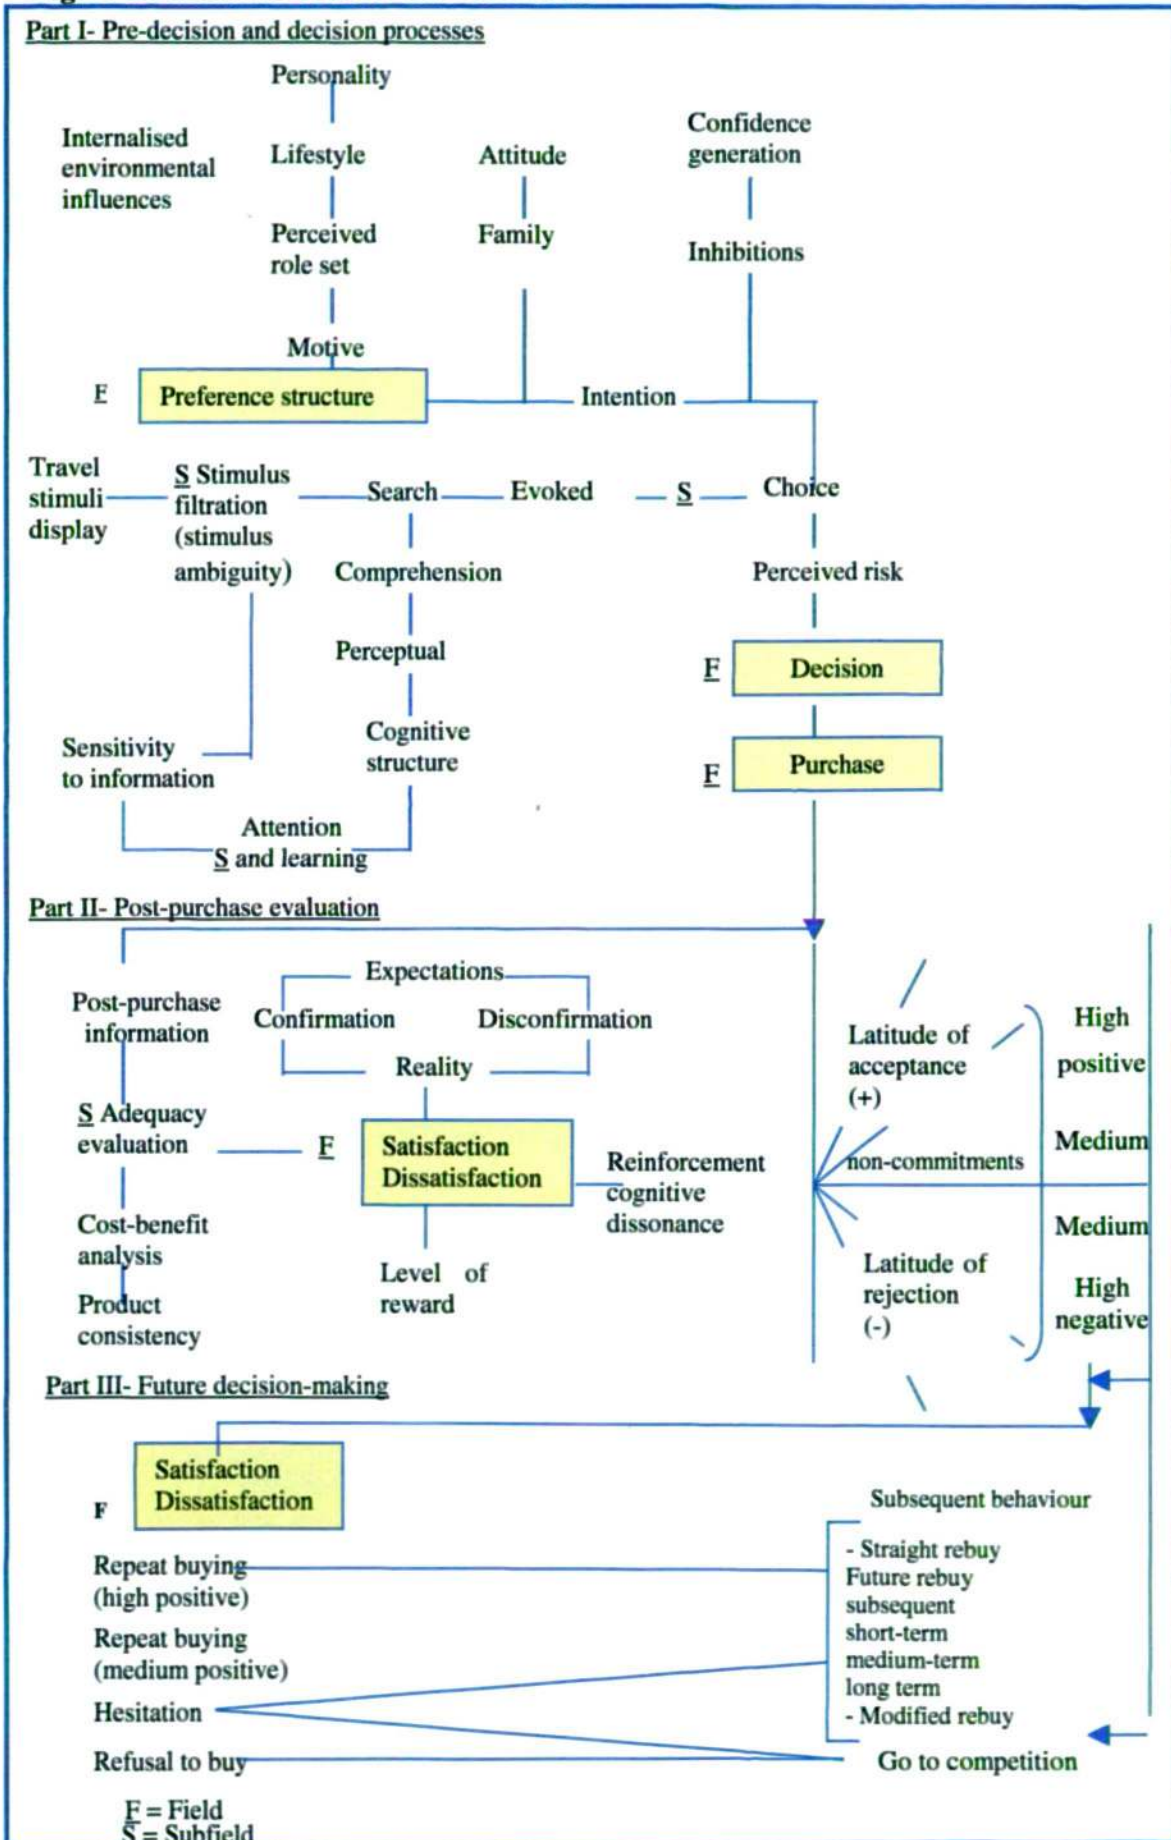 Part I- Pre-decision and decision processes
Personality
Internalised
environmental
influences
Lifestyle
Attitude
Confidence
generation
Perceived
role set
Family
Inhibitions
Motive
F
Preference structure
Intention
Travel
stimuli
display
S Stimulus
filtration
(stimulus
ambiguity)
Search
Evoked
S
Choice
Comprehension
Perceived risk
Perceptual
F
Decision
Cognitive
structure
Sensitivity
to information
F
Purchase
Attention
S and learning
Part II- Post-purchase evaluation
Expectations
Post-purchase
information
Confirmation
Disconfirmation
Reality
Latitude of
acceptance
(+)
High
positive
S Adequacy
evaluation
F
Satisfaction
Dissatisfaction
Reinforcement
cognitive
dissonance
non-commitments
Medium
Medium
Cost-benefit
analysis
Level of
reward
Latitude of
rejection
(-)
High
negative
Product
consistency
Part III- Future decision-making
Satisfaction
Dissatisfaction
F
Subsequent behaviour
Repeat buying
(high positive)
Repeat buying
(medium positive)
Hesitation
Refusal to buy
- Straight rebuy
Future rebuy
subsequent
short-term
medium-term
long term
- Modified rebuy
Go to competition
F = Field
S = Subfield